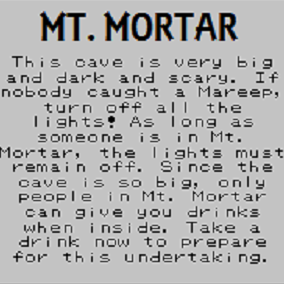 MT. MORTAR
This cave is very big
and dark and scary. If
nobody caught a Mareep,
turn off all the
lights! As long as
someone is in Mt.
Mortar, the lights must
remain off. Since the
cave is so big, only
people in Mt. Mortar
can give you drinks
when inside. Take a
drink now to prepare
for this undertaking.